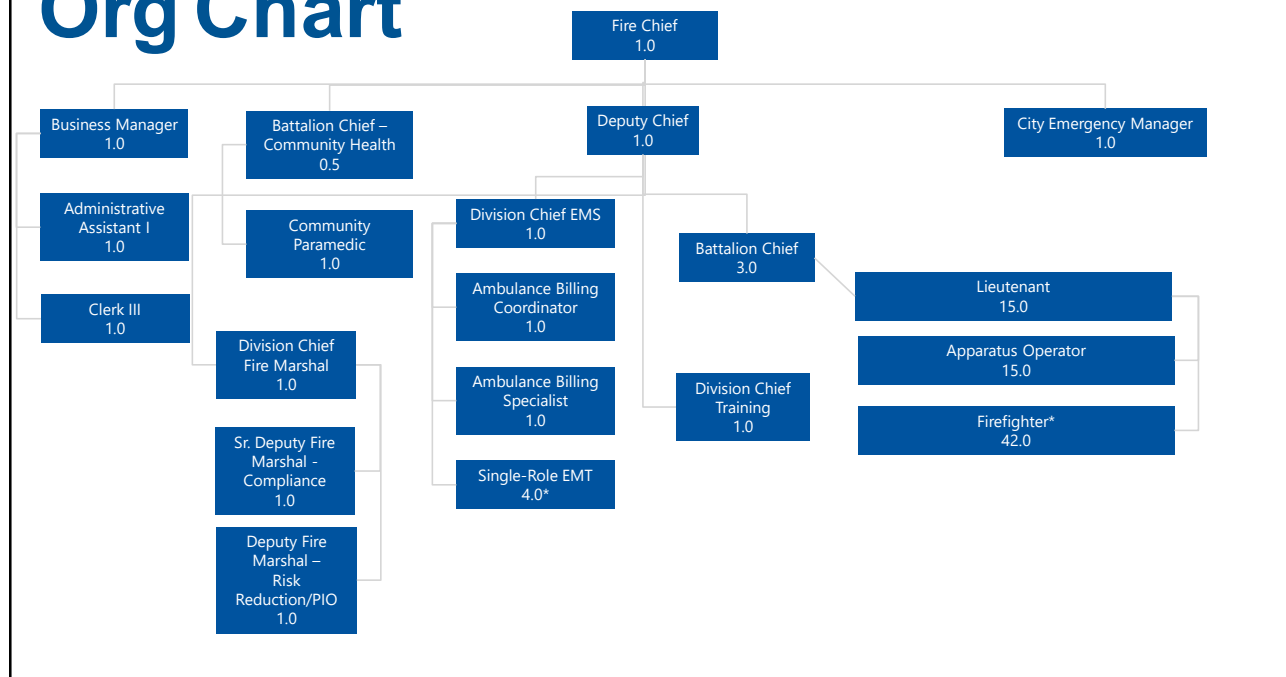 Org Chart
Fire Chief
1.0
Business Manager
1.0
Battalion Chief –
Community Health
0.5
Deputy Chief
1.0
City Emergency Manager
1.0
Administrative
Assistant I
1.0
Community
Paramedic
1.0
Clerk III
1.0
Division Chief EMS
1.0
Ambulance Billing
Coordinator
1.0
Ambulance Billing
Specialist
1.0
Single-Role EMT
4.0*
Battalion Chief
3.0
Lieutenant
15.0
Apparatus Operator
15.0
Firefighter*
42.0
Division Chief
Fire Marshal
1.0
Sr. Deputy Fire
Marshal -
Compliance
1.0
Deputy Fire
Marshal –
Risk
Reduction/PIO
1.0
Division Chief
Training
1.0